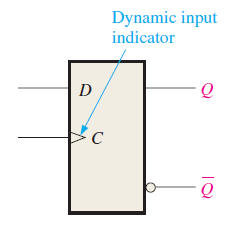 Dynamic input
indicator
D
Q
C
Q̅